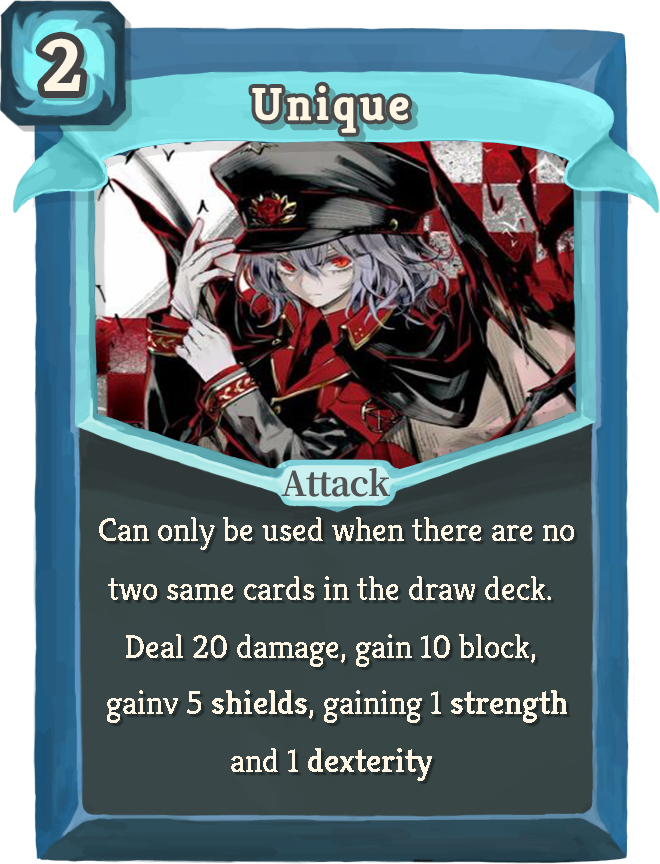 2
Unique
Attack
Can only be used when there are no
two same cards in the draw deck.
Deal 20 damage, gain 10 block,
gainv 5 shields, gaining 1 strength
and 1 dexterity